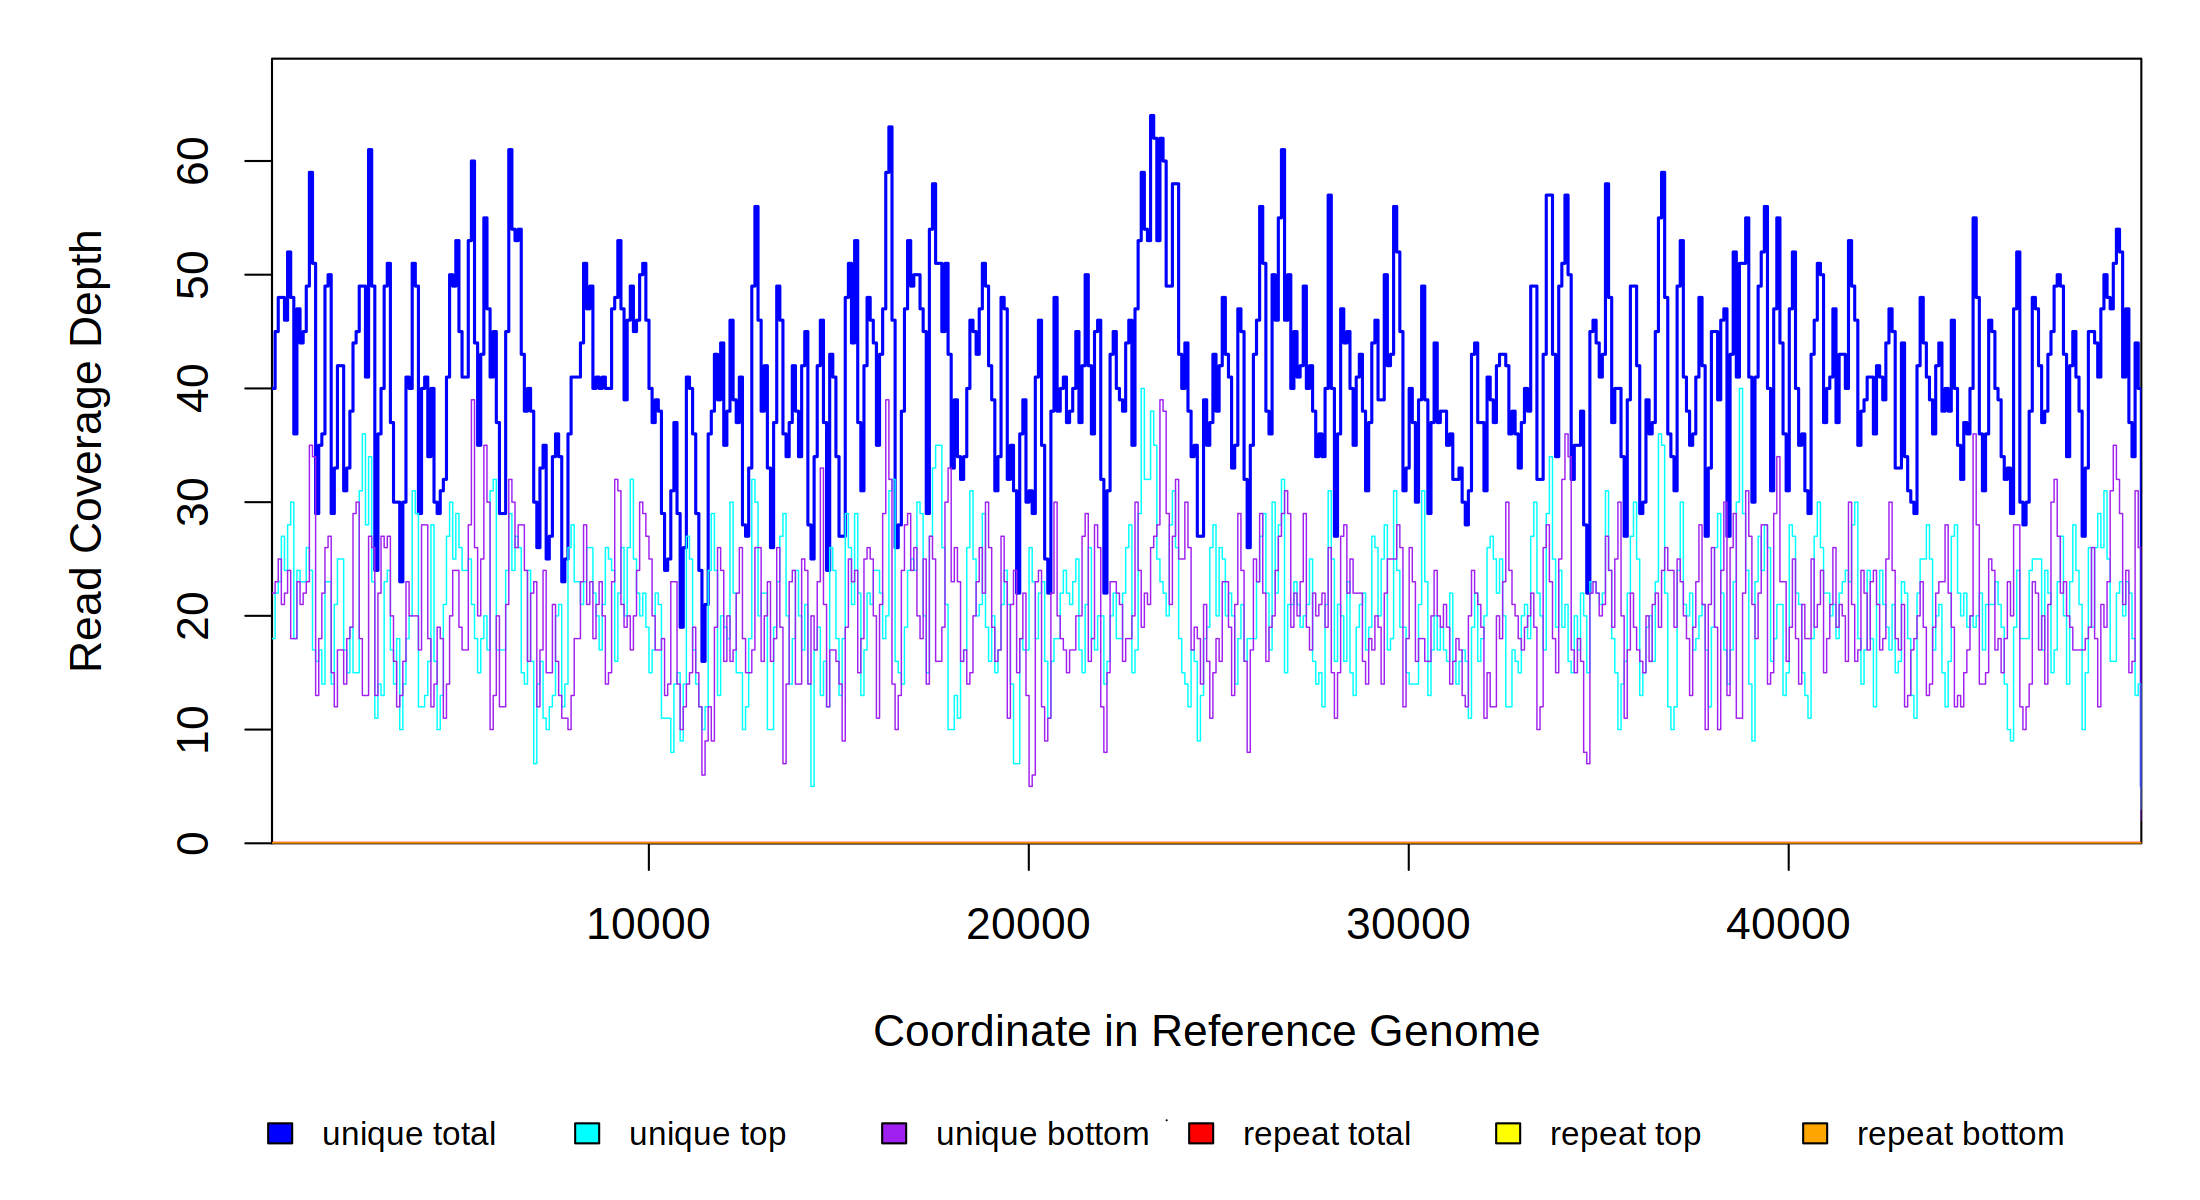 Read Coverage Depth
60
50
40
30
20
10
0
10000 20000 30000 40000
Coordinate in Reference Genome
unique total unique top unique bottom repeat total repeat top repeat bottom